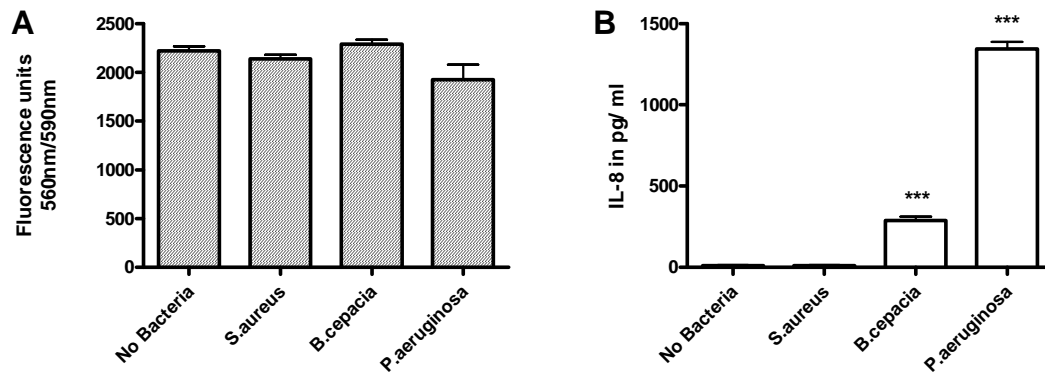 A
Fluorescence units
560nm/590nm
2500
2000
1500
1000
500
0
No Bacteria
S.aureus
B.cepacia
P.aeruginosa
B
IL-8 in pg/ ml
1500
1000
500
0
***
***
No Bacteria
S.aureus
B.cepacia
P.aeruginosa